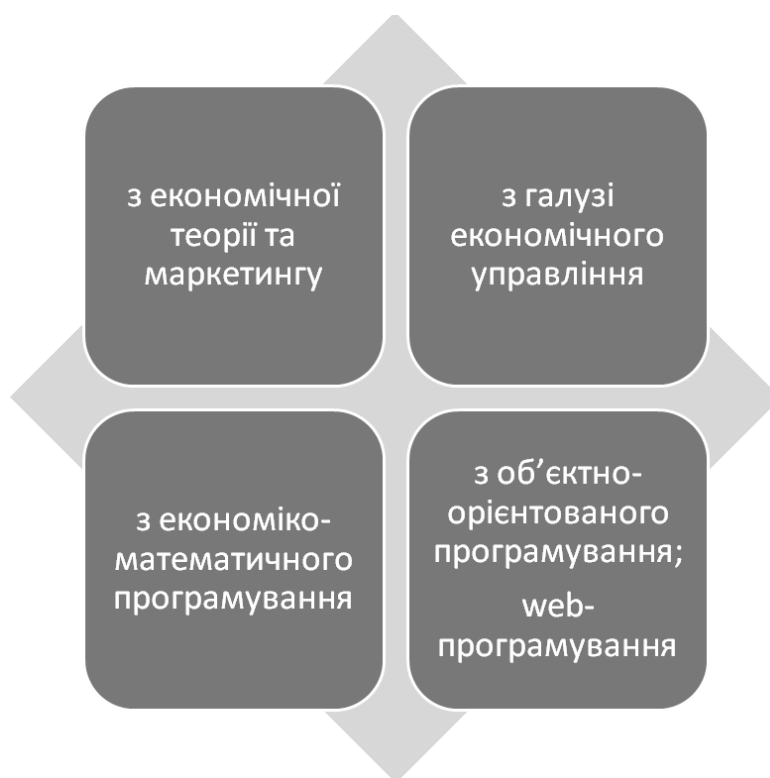 з економічної
теорії та
маркетингу
з галузі
економічного
управління
з економіко-
математичного
програмування
з об’єктно-
орієнтованого
програмування;
web-
програмування